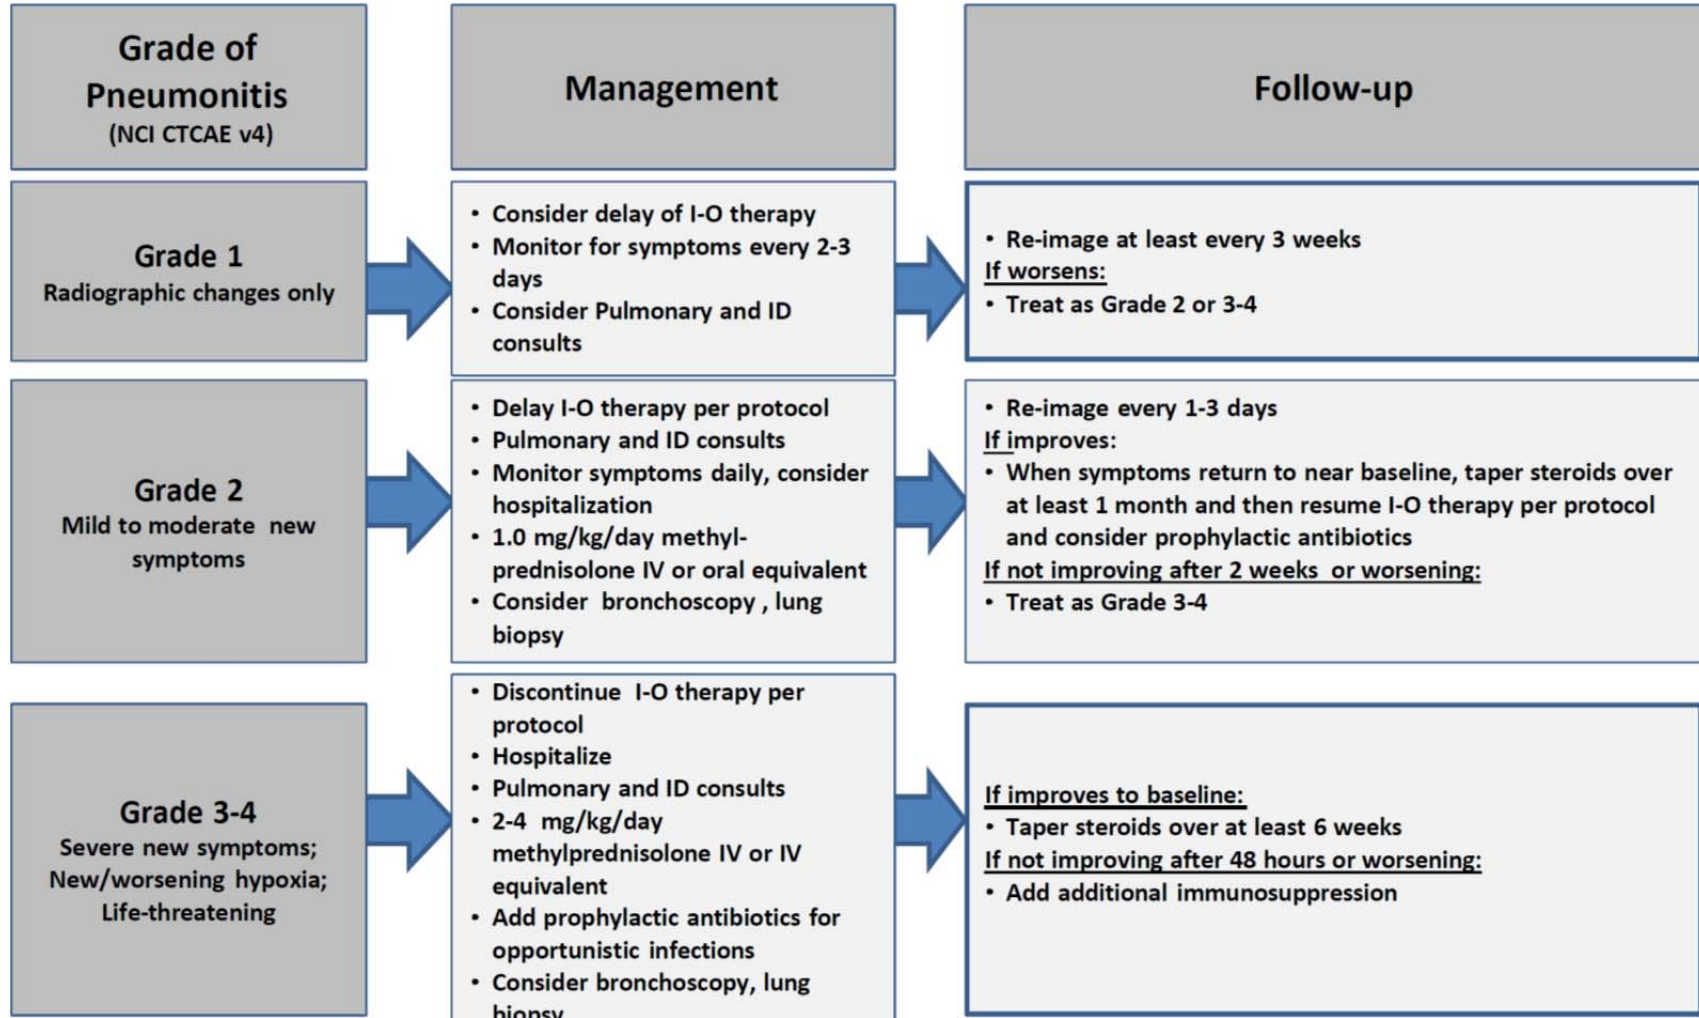 Grade of
Pneumonitis
(NCI CTCAE v4)
Management
Follow-up
Grade 1
Radiographic changes only
• Consider delay of I-O therapy
• Monitor for symptoms every 2-3
days
• Consider Pulmonary and ID
consults
• Re-image at least every 3 weeks
If worsens:
• Treat as Grade 2 or 3-4
Grade 2
Mild to moderate new
symptoms
• Delay I-O therapy per protocol
• Pulmonary and ID consults
• Monitor symptoms daily, consider
hospitalization
• 1.0 mg/kg/day methyl-
prednisolone IV or oral equivalent
• Consider bronchoscopy , lung
biopsy
• Re-image every 1-3 days
If improves:
• When symptoms return to near baseline, taper steroids over
at least 1 month and then resume I-O therapy per protocol
and consider prophylactic antibiotics
If not improving after 2 weeks or worsening:
• Treat as Grade 3-4
Grade 3-4
Severe new symptoms;
New/worsening hypoxia;
Life-threatening
• Discontinue I-O therapy per
protocol
• Hospitalize
• Pulmonary and ID consults
• 2-4 mg/kg/day
methylprednisolone IV or IV
equivalent
• Add prophylactic antibiotics for
opportunistic infections
• Consider bronchoscopy, lung
biopsy
If improves to baseline:
• Taper steroids over at least 6 weeks
If not improving after 48 hours or worsening:
• Add additional immunosuppression